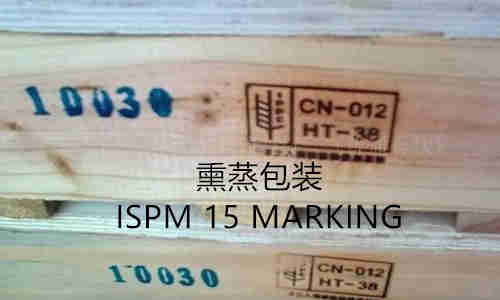 10030
CN-012
HT-38
熏蒸包装
ISPM 15 MARKING
10030
CN-012
HT-38